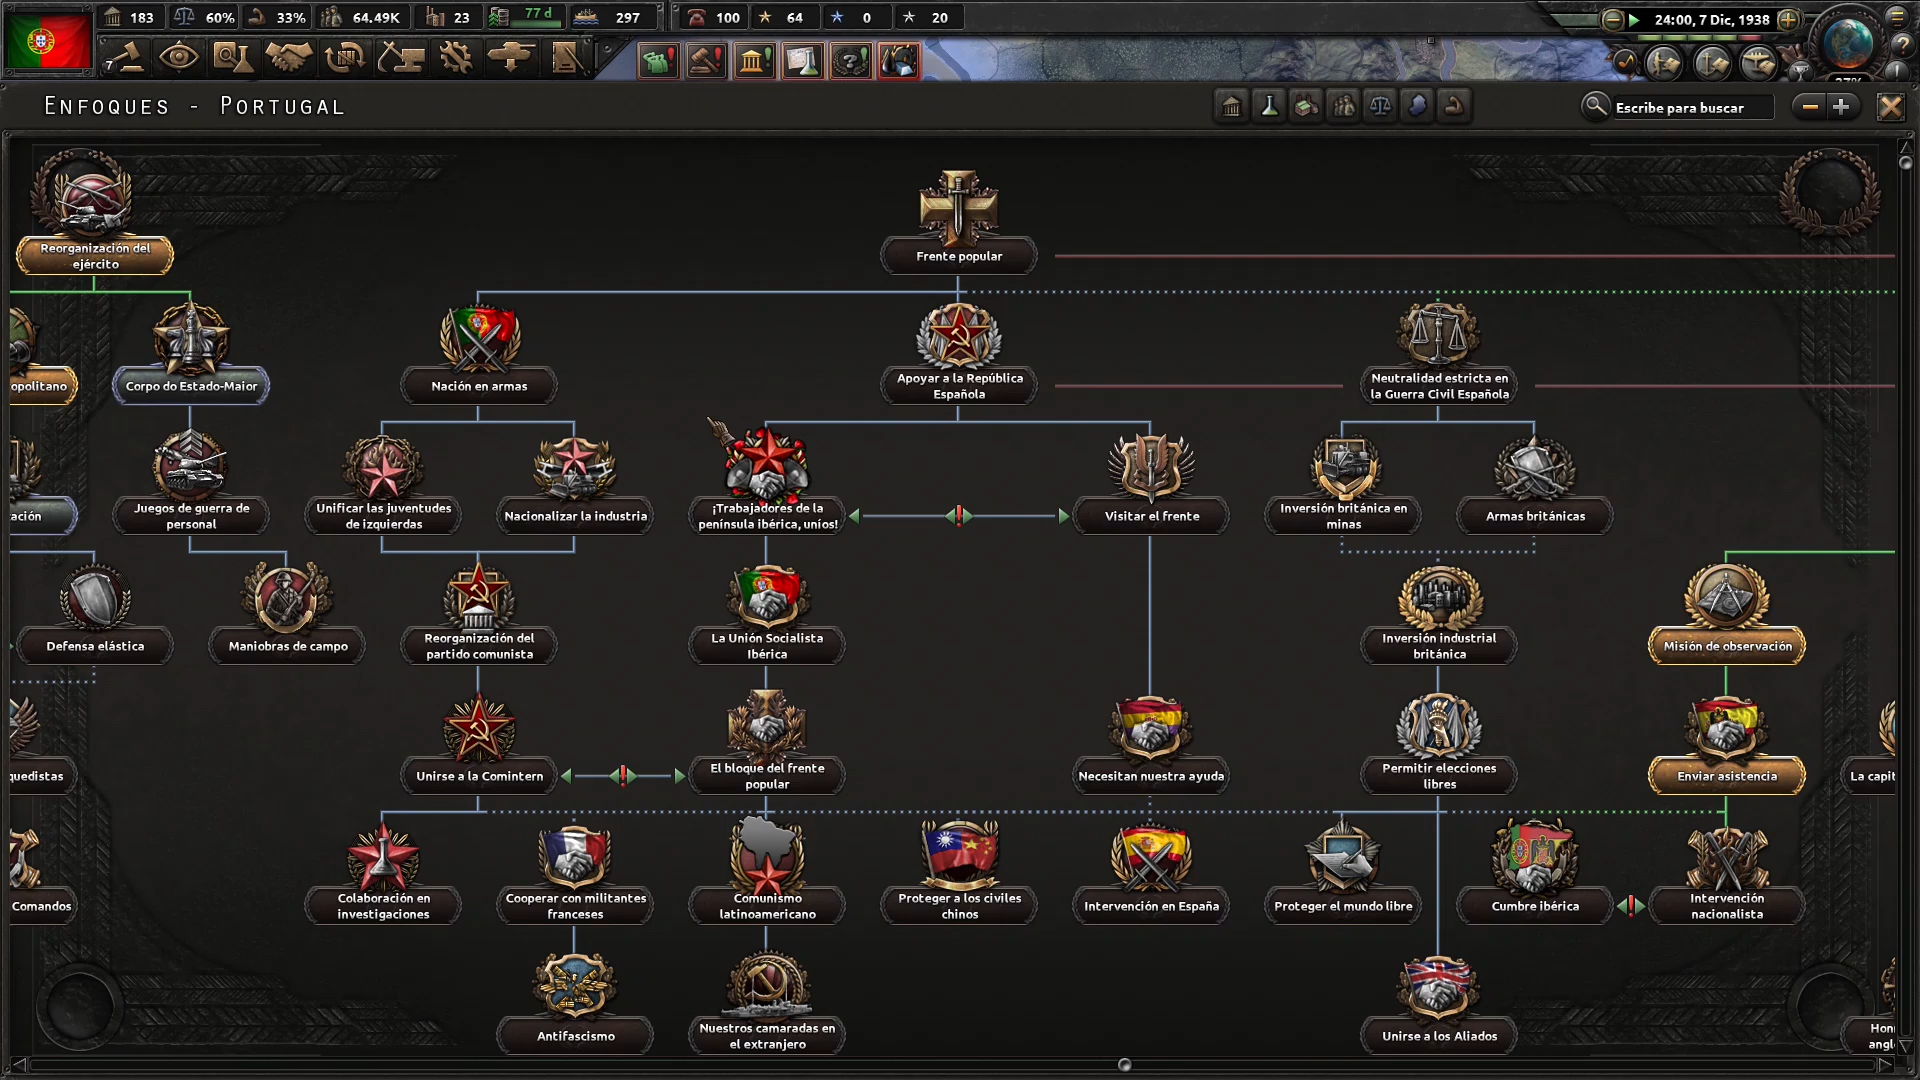 183
60%
33%
64.49K
23
77 d
297
100
64
0
20
24:00, 7 Dic, 1938
7
Enfoques - Portugal
Escribe para buscar
Reorganización del
ejército
Frente popular
opolitano
Corpo do Estado-Maior
Nación en armas
Apoyar a la República
Española
Neutralidad estricta en
la Guerra Civil Española
ación
Juegos de guerra de
personal
Unificar las juventudes
de izquierdas
Nacionalizar la industria
¡Trabajadores de la
península ibérica, uníos!
Visitar el frente
Inversión británica en
minas
Armas británicas
Defensa elástica
Maniobras de campo
Reorganización del
partido comunista
La Unión Socialista
Ibérica
Inversión industrial
británica
Misión de observación
quedistas
Unirse a la Comintern
El bloque del frente
popular
Necesitan nuestra ayuda
Permitir elecciones
libres
Enviar asistencia
La capit
Comandos
Colaboración en
investigaciones
Cooperar con militantes
franceses
Comunismo
latinoamericano
Proteger a los civiles
chinos
Intervención en España
Proteger el mundo libre
Cumbre ibérica
Intervención
nacionalista
Antifascismo
Nuestros camaradas en
el extranjero
Unirse a los Aliados
Hon
angl